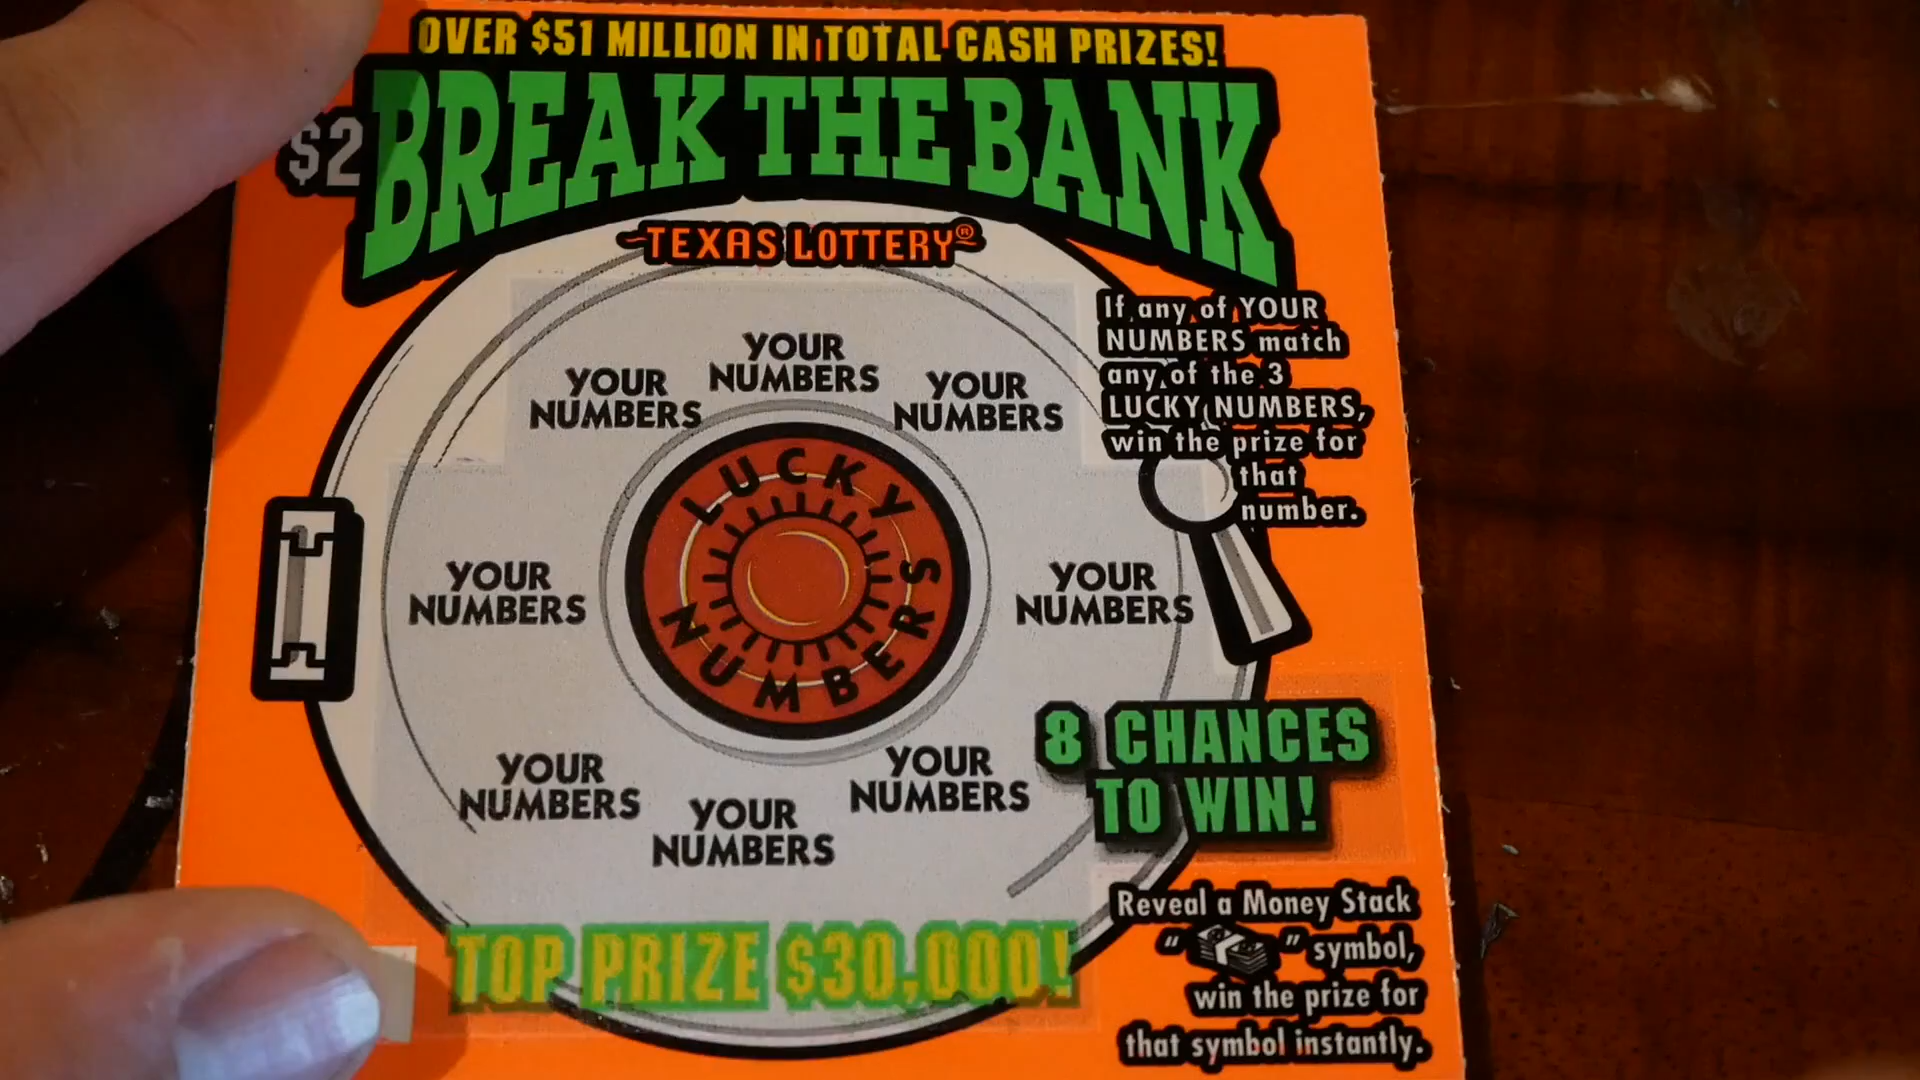 OVER $51 MILLION IN TOTAL CASH PRIZES!
$2 BREAK THE BANK
TEXAS LOTTERY®
If any of YOUR
NUMBERS match
any of the 3
LUCKY NUMBERS,
win the prize for
that
number.
YOUR
NUMBERS
YOUR
NUMBERS
YOUR
NUMBERS
LUCKY
NUMBERS
YOUR
NUMBERS
YOUR
NUMBERS
YOUR
NUMBERS
YOUR
NUMBERS
YOUR
NUMBERS
8 CHANCES
TO WIN!
TOP PRIZE $30,000!
Reveal a Money Stack
" " symbol,
win the prize for
that symbol instantly.